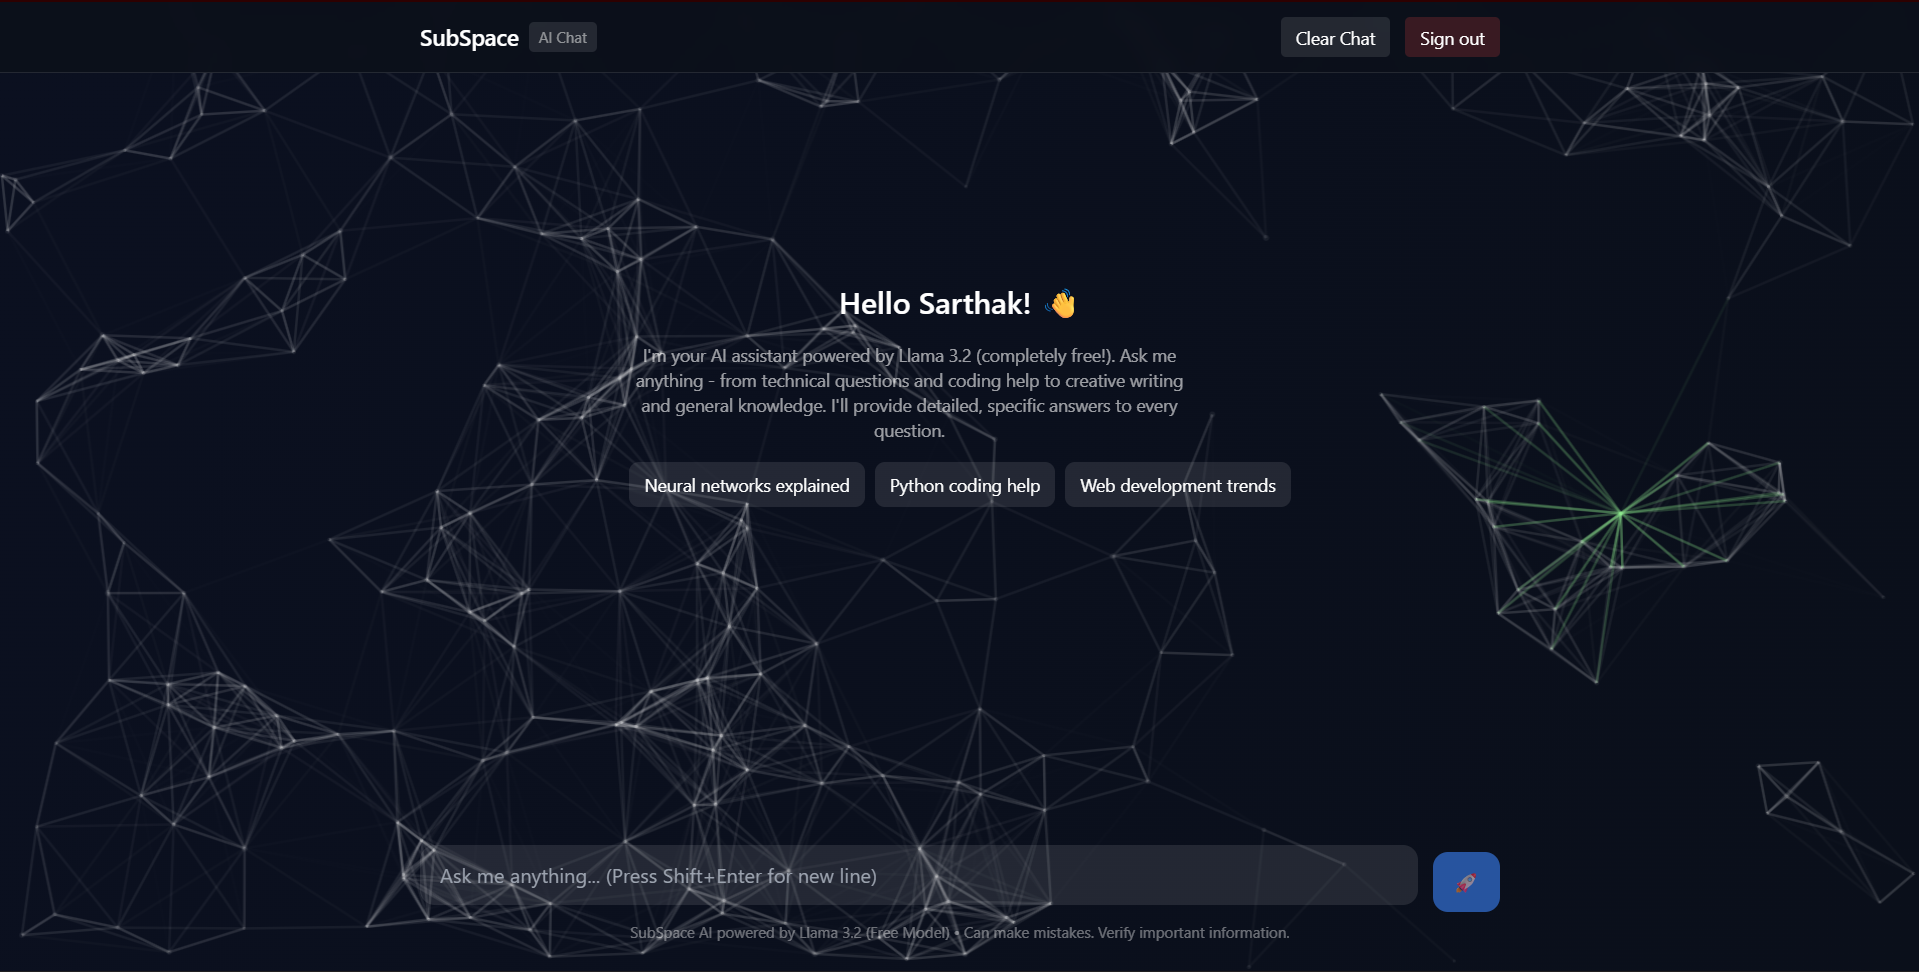 SubSpace AI Chat Clear Chat Sign out
Hello Sarthak! 👋
I'm your AI assistant powered by Llama 3.2 (completely free!). Ask me
anything - from technical questions and coding help to creative writing
and general knowledge. I'll provide detailed, specific answers to every
question.
Neural networks explained Python coding help Web development trends
Ask me anything... (Press Shift+Enter for new line) 🚀
SubSpace AI powered by Llama 3.2 (Free Model) • Can make mistakes. Verify important information.